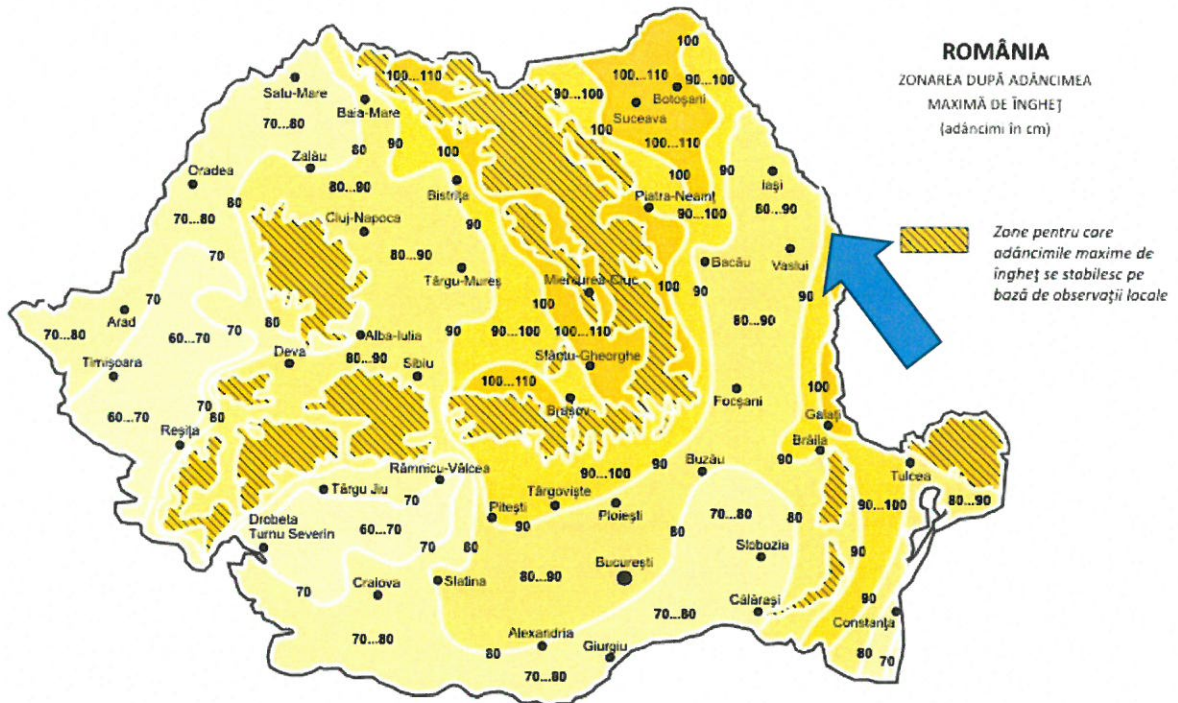 ROMÂNIA
ZONAREA DUPĂ ADÂNCIMEA
MAXIMĂ DE ÎNGHEȚ
(adâncimi în cm)
Zone pentru care
adâncimile maxime de
îngheț se stabilesc pe
bază de observații locale
100
100...110
100...110
90...100
Satu-Mare
Botoșani
90...100
Baia-Mare
Suceava
70...80
100
100...110
80
90
100
Zalău
90
Oradea
80...90
Bistrița
100
Iași
80
Piatra-Neamț
80...90
70...80
Cluj-Napoca
90
90...100
70
80...90
Târgu-Mureș
Bacău
Vaslui
100
90
Miercurea-Ciuc
90
70
100
Arad
70
80
90
90...100
100...110
80...90
70...80
60...70
Alba-Iulia
Deva
80...90
Sfântu-Gheorghe
Timișoara
Sibiu
100...110
100
Focșani
70
Brașov
60...70
80
Galați
Reșița
Brăila
90
90
Buzău
Râmnicu-Vâlcea
90...100
Tulcea
Târgu Jiu
70
Târgoviște
80...90
Pitești
90
Ploiești
70...80
80
90...100
Drobeta
Turnu Severin
60...70
80
80
70
Slobozia
90
București
70
Slatina
80...90
Craiova
Călărași
90
Constanța
70...80
70...80
Alexandria
80
Giurgiu
80
70
70...80